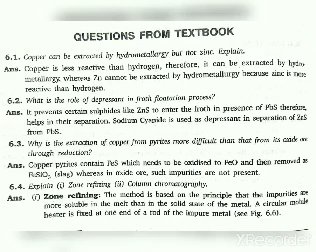 QUESTIONS FROM TEXTBOOK
6.1. Copper can be extracted by hydrometallurgy but not zinc. Explain.
Ans. Copper is less reactive than hydrogen, therefore, it can be extracted by hydro-
metallurgy, whereas Zn cannot be extracted by hydrometallurgy because zinc is more
reactive than hydrogen.
6.2. What is the role of depressant in froth floatation process?
Ans. It prevents certain sulphides like ZnS to enter the froth in presence of PbS therefore,
helps in their separation. Sodium Cyanide is used as depressant in separation of ZnS
from PbS.
6.3. Why is the extraction of copper from pyrites more difficult than that from its oxide ore
through reduction?
Ans. Copper pyrites contain FeS which needs to be oxidised to FeO and then removed as
FeSiO3 (slag) whereas in oxide ore, such impurities are not present.
6.4. Explain (i) Zone refining (ii) Column chromatography.
Ans. (i) Zone refining: The method is based on the principle that the impurities are
more soluble in the melt than in the solid state of the metal. A circular mobile
heater is fixed at one end of a rod of the impure metal (see Fig. 6.6).